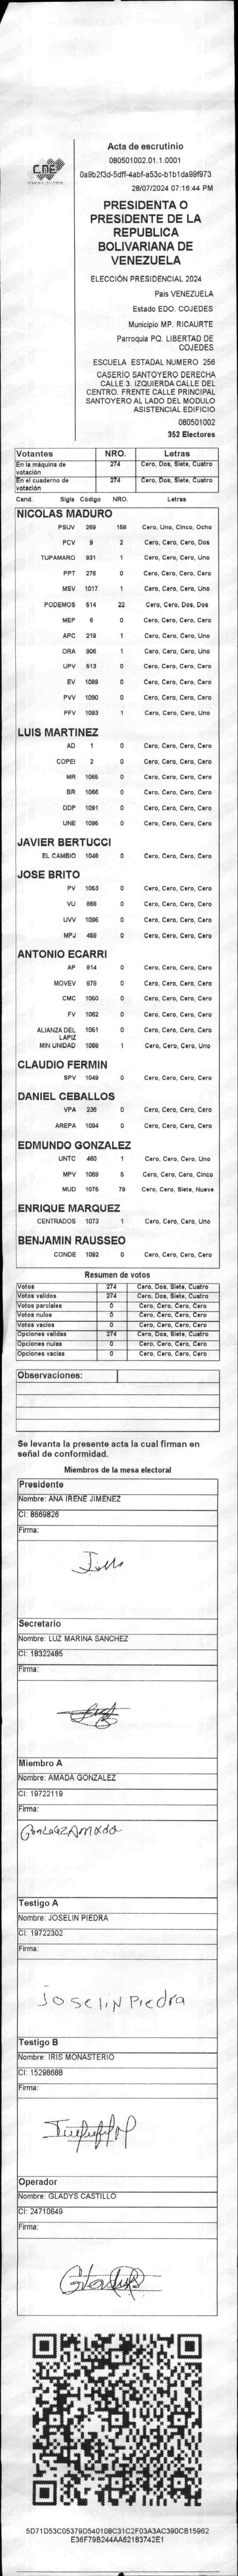 Acta de escrutinio
CNE
080501002.01.1.0001
0a9b2f3d-5dff-4abf-a53c-b1b1da98f973
28/07/2024 07:16:44 PM
PRESIDENTA O
PRESIDENTE DE LA
REPUBLICA
BOLIVARIANA DE
VENEZUELA
ELECCIÓN PRESIDENCIAL 2024
Pais VENEZUELA
Estado EDO. COJEDES
Municipio MP. RICAURTE
Parroquia PQ. LIBERTAD DE
COJEDES
ESCUELA ESTADAL NUMERO 256
CASERÍO SANTOYERO DERECHA
CALLE 3. IZQUIERDA CALLE DEL
CENTRO. FRENTE CALLE PRINCIPAL
SANTOYERO AL LADO DEL MODULO
ASISTENCIAL EDIFICIO
080501002
352 Electores
Votantes NRO. Letras
En la máquina de votación 274 Cero, Dos, Siete, Cuatro
En el cuaderno de votación 274 Cero, Dos, Siete, Cuatro
Cand. Sigla Código NRO. Letras
NICOLAS MADURO
PSUV 269 158 Cero, Uno, Cinco, Ocho
PCV 9 2 Cero, Cero, Cero, Dos
TUPAMARO 931 1 Cero, Cero, Cero, Uno
PPT 276 0 Cero, Cero, Cero, Cero
MSV 1017 1 Cero, Cero, Cero, Uno
PODEMOS 514 22 Cero, Cero, Dos, Dos
MEP 6 0 Cero, Cero, Cero, Cero
APC 219 1 Cero, Cero, Cero, Uno
ORA 906 1 Cero, Cero, Cero, Uno
UPV 513 0 Cero, Cero, Cero, Cero
EV 1089 0 Cero, Cero, Cero, Cero
PVV 1090 0 Cero, Cero, Cero, Cero
PFV 1093 1 Cero, Cero, Cero, Uno
LUIS MARTINEZ
AD 1 0 Cero, Cero, Cero, Cero
COPEI 2 0 Cero, Cero, Cero, Cero
MR 1065 0 Cero, Cero, Cero, Cero
BR 1066 0 Cero, Cero, Cero, Cero
DDP 1091 0 Cero, Cero, Cero, Cero
UNE 1095 0 Cero, Cero, Cero, Cero
JAVIER BERTUCCI
EL CAMBIO 1048 0 Cero, Cero, Cero, Cero
JOSE BRITO
PV 1053 0 Cero, Cero, Cero, Cero
VU 868 0 Cero, Cero, Cero, Cero
UVV 1096 0 Cero, Cero, Cero, Cero
MPJ 468 0 Cero, Cero, Cero, Cero
ANTONIO ECARRI
AP 814 0 Cero, Cero, Cero, Cero
MOVEV 979 0 Cero, Cero, Cero, Cero
CMC 1050 0 Cero, Cero, Cero, Cero
FV 1062 0 Cero, Cero, Cero, Cero
ALIANZA DEL LAPIZ 1051 0 Cero, Cero, Cero, Cero
MIN UNIDAD 1068 1 Cero, Cero, Cero, Uno
CLAUDIO FERMIN
SPV 1049 0 Cero, Cero, Cero, Cero
DANIEL CEBALLOS
VPA 235 0 Cero, Cero, Cero, Cero
AREPA 1094 0 Cero, Cero, Cero, Cero
EDMUNDO GONZALEZ
UNTC 460 1 Cero, Cero, Cero, Uno
MPV 1069 5 Cero, Cero, Cero, Cinco
MUD 1075 79 Cero, Cero, Siete, Nueve
ENRIQUE MARQUEZ
CENTRADOS 1073 1 Cero, Cero, Cero, Uno
BENJAMIN RAUSSEO
CONDE 1092 0 Cero, Cero, Cero, Cero
Resumen de votos
Votos 274 Cero, Dos, Siete, Cuatro
Votos validos 274 Cero, Dos, Siete, Cuatro
Votos parciales 0 Cero, Cero, Cero, Cero
Votos nulos 0 Cero, Cero, Cero, Cero
Votos vacios 0 Cero, Cero, Cero, Cero
Opciones validas 274 Cero, Dos, Siete, Cuatro
Opciones nulas 0 Cero, Cero, Cero, Cero
Opciones vacias 0 Cero, Cero, Cero, Cero
Observaciones:
Se levanta la presente acta la cual firman en
señal de conformidad.
Miembros de la mesa electoral
Presidente
Nombre: ANA IRENE JIMENEZ
CI: 8669826
Firma:
Secretario
Nombre: LUZ MARINA SANCHEZ
CI: 18322485
Firma:
Miembro A
Nombre: AMADA GONZALEZ
CI: 19722119
Firma:
GonzalezAmada
Testigo A
Nombre: JOSELIN PIEDRA
CI: 19722302
Firma:
Joselin Piedra
Testigo B
Nombre: IRIS MONASTERIO
CI: 15298688
Firma:
Operador
Nombre: GLADYS CASTILLO
CI: 24710649
Firma:
5D71D53C05379D540108C31C2F03A3AC390CB15962
E36F79B244AA62183742E1